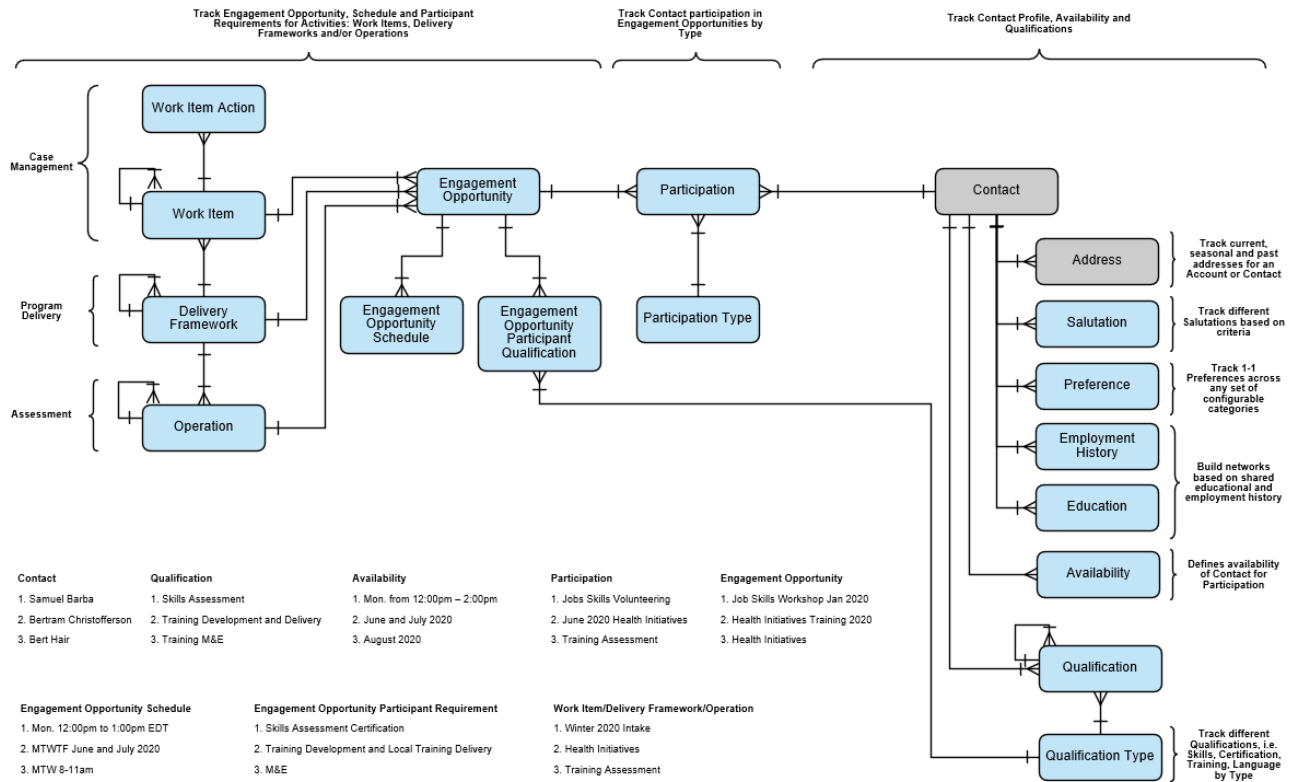 Track Engagement Opportunity, Schedule and Participant
Requirements for Activities: Work Items, Delivery
Frameworks and/or Operations
Track Contact participation in
Engagement Opportunities by
Type
Track Contact Profile, Availability and
Qualifications
Case
Management
Work Item Action
Work Item
Program
Delivery
Delivery
Framework
Assessment
Operation
Engagement
Opportunity
Engagement
Opportunity
Schedule
Engagement
Opportunity
Participant
Qualification
Participation
Participation Type
Contact
Address
Track current,
seasonal and past
addresses for an
Account or Contact
Salutation
Track different
Salutations based on
criteria
Preference
Track 1-1
Preferences across
any set of
configurable
categories
Employment
History
Education
Build networks
based on shared
educational and
employment history
Availability
Defines availability
of Contact for
Participation
Qualification
Qualification Type
Track different
Qualifications, i.e.
Skills, Certification,
Training, Language
by Type
Contact
1. Samuel Barba
2. Bertram Christofferson
3. Bert Hair
Qualification
1. Skills Assessment
2. Training Development and Delivery
3. Training M&E
Availability
1. Mon. from 12:00pm – 2:00pm
2. June and July 2020
3. August 2020
Participation
1. Jobs Skills Volunteering
2. June 2020 Health Initiatives
3. Training Assessment
Engagement Opportunity
1. Job Skills Workshop Jan 2020
2. Health Initiatives Training 2020
3. Health Initiatives
Engagement Opportunity Schedule
1. Mon. 12:00pm to 1:00pm EDT
2. MTWTF June and July 2020
3. MTW 8-11am
Engagement Opportunity Participant Requirement
1. Skills Assessment Certification
2. Training Development and Local Training Delivery
3. M&E
Work Item/Delivery Framework/Operation
1. Winter 2020 Intake
2. Health Initiatives
3. Training Assessment